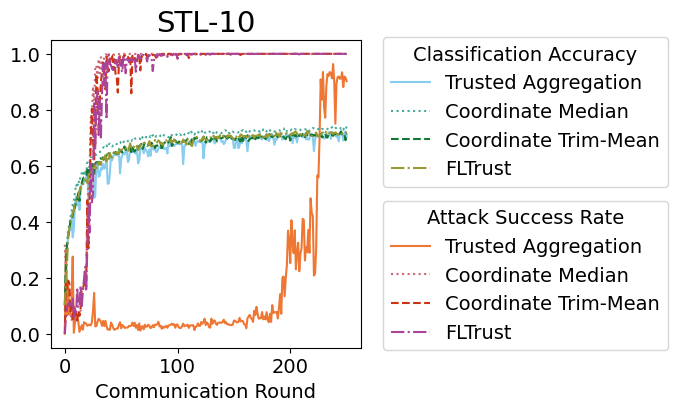 STL-10
1.0
0.8
0.6
0.4
0.2
0.0
0
100
200
Communication Round
Classification Accuracy
Trusted Aggregation
Coordinate Median
Coordinate Trim-Mean
FLTrust
Attack Success Rate
Trusted Aggregation
Coordinate Median
Coordinate Trim-Mean
FLTrust